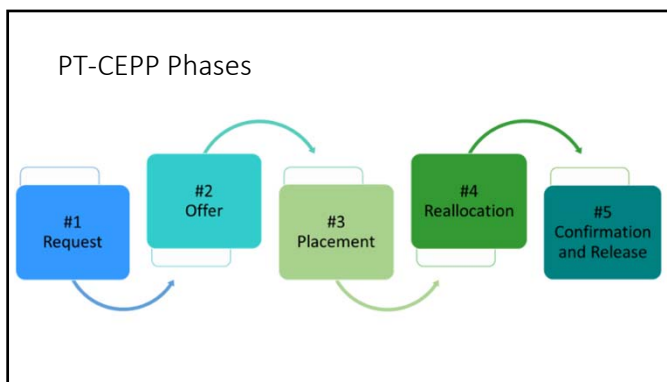 PT-CEPP Phases
#1
Request
#2
Offer
#3
Placement
#4
Reallocation
#5
Confirmation
and Release